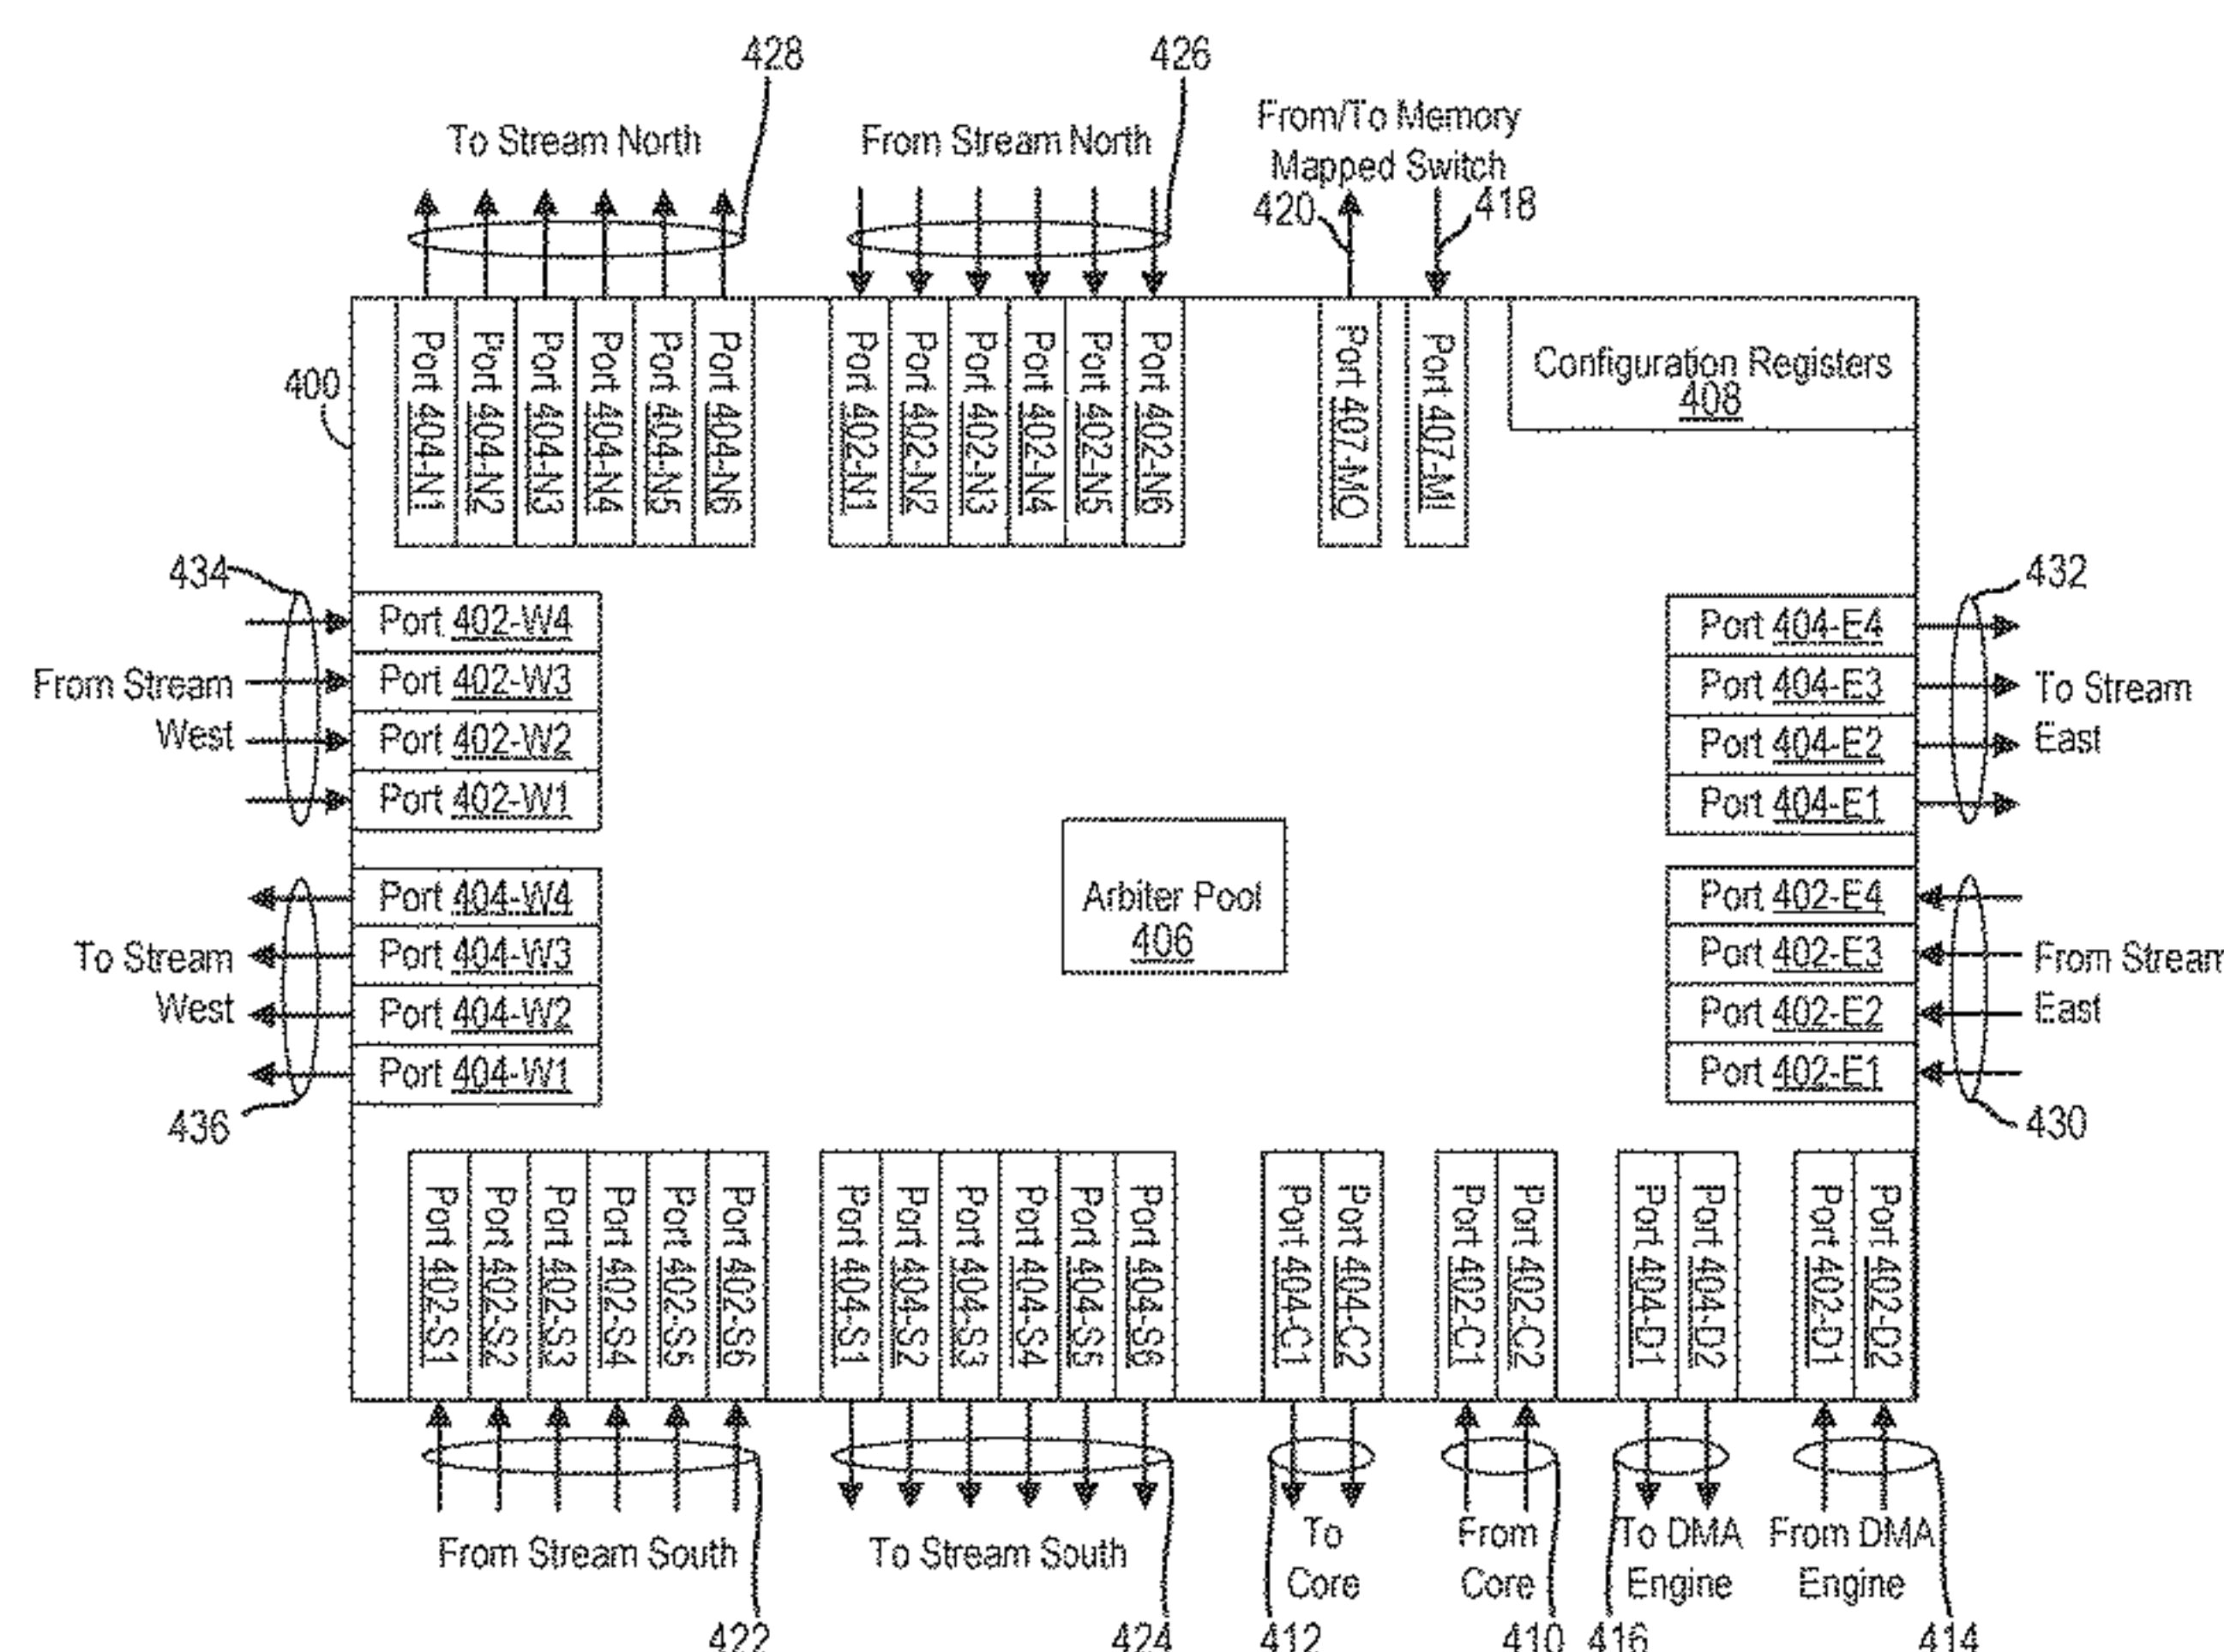 428
426
To Stream North
From Stream North
From/To Memory
Mapped Switch
420
418
400
Port 404-N1
Port 404-N2
Port 404-N3
Port 404-N4
Port 404-N5
Port 404-N6
Port 402-N1
Port 402-N2
Port 402-N3
Port 402-N4
Port 402-N5
Port 402-N6
Port 407-MO
Port 407-MI
Configuration Registers
408
434
From Stream
West
Port 402-W4
Port 402-W3
Port 402-W2
Port 402-W1
432
Port 404-E4
Port 404-E3
Port 404-E2
Port 404-E1
To Stream
East
Arbiter Pool
406
To Stream
West
Port 404-W4
Port 404-W3
Port 404-W2
Port 404-W1
436
Port 402-E4
Port 402-E3
Port 402-E2
Port 402-E1
From Stream
East
430
Port 402-S1
Port 402-S2
Port 402-S3
Port 402-S4
Port 402-S5
Port 402-S6
Port 404-S1
Port 404-S2
Port 404-S3
Port 404-S4
Port 404-S5
Port 404-S6
Port 404-C1
Port 404-C2
Port 402-C1
Port 402-C2
Port 404-D1
Port 404-D2
Port 402-D1
Port 402-D2
From Stream South
To Stream South
To
Core
From
Core
To DMA
Engine
From DMA
Engine
422
424
412
410
416
414